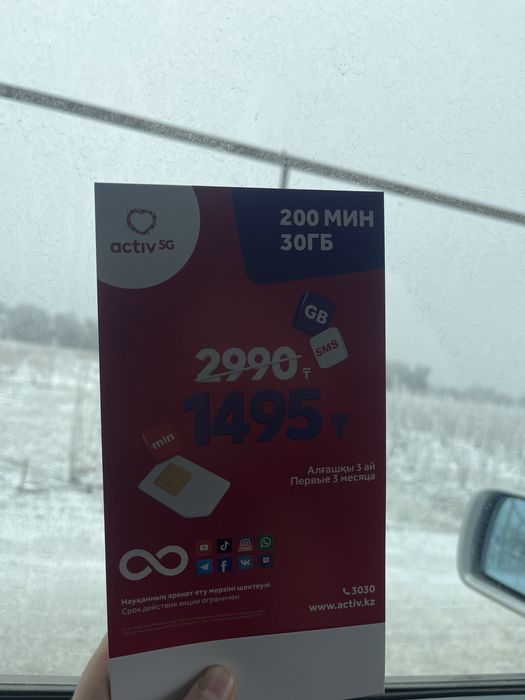 activ 5G
200 МИН
30ГБ
GB
SMS
2990 ₸
1495 ₸
min
Алғашқы 3 ай
Первые 3 месяца
Науқанның әрекет ету мерзімі шектеулі
Срок действия акции ограничен
3030
www.activ.kz